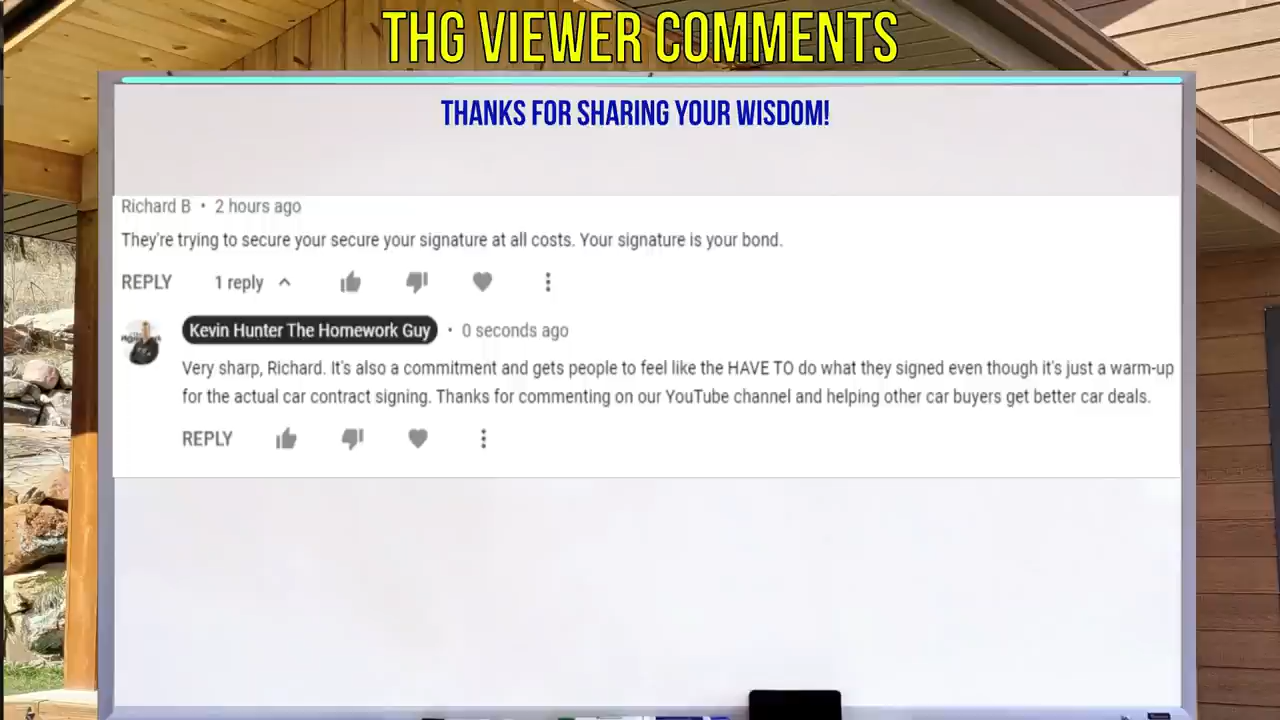 THG VIEWER COMMENTS
THANKS FOR SHARING YOUR WISDOM!
Richard B • 2 hours ago
They're trying to secure your secure your signature at all costs. Your signature is your bond.
REPLY 1 reply
Kevin Hunter The Homework Guy • 0 seconds ago
Very sharp, Richard. It's also a commitment and gets people to feel like the HAVE TO do what they signed even though it's just a warm-up
for the actual car contract signing. Thanks for commenting on our YouTube channel and helping other car buyers get better car deals.
REPLY